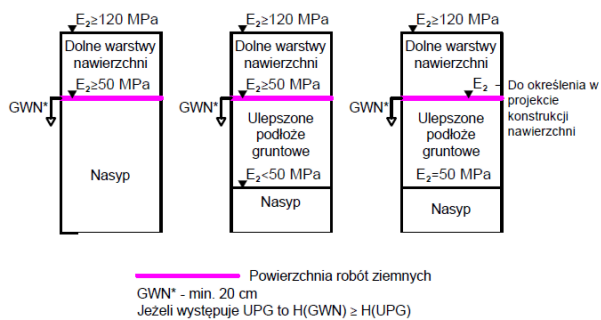 E₂≥120 MPa
Dolne warstwy
nawierzchni
E₂≥50 MPa
GWN*
Nasyp
E₂≥120 MPa
Dolne warstwy
nawierzchni
E₂≥50 MPa
GWN*
Ulepszone
podłoże
gruntowe
E₂<50 MPa
Nasyp
E₂≥120 MPa
Dolne warstwy
nawierzchni
E₂ - Do określenia w
projekcie
konstrukcji
nawierzchni
GWN*
Ulepszone
podłoże
gruntowe
E₂=50 MPa
Nasyp
Powierzchnia robót ziemnych
GWN* - min. 20 cm
Jeżeli występuje UPG to H(GWN) ≥ H(UPG)